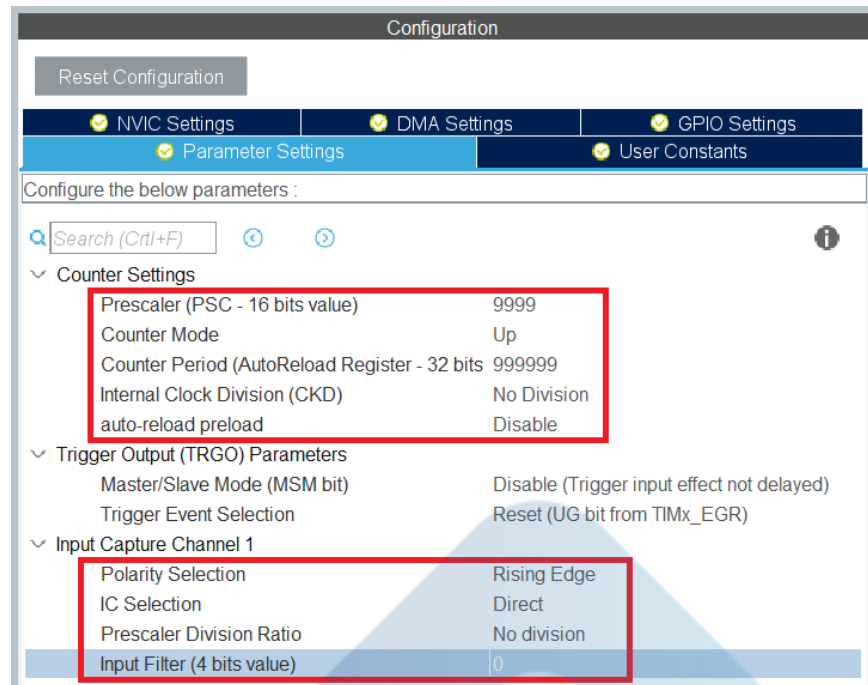 Configuration
Reset Configuration
NVIC Settings DMA Settings GPIO Settings
Parameter Settings User Constants
Configure the below parameters :
Search (Crtl+F)
Counter Settings
Prescaler (PSC - 16 bits value) 9999
Counter Mode Up
Counter Period (AutoReload Register - 32 bits 999999
Internal Clock Division (CKD) No Division
auto-reload preload Disable
Trigger Output (TRGO) Parameters
Master/Slave Mode (MSM bit) Disable (Trigger input effect not delayed)
Trigger Event Selection Reset (UG bit from TIMx_EGR)
Input Capture Channel 1
Polarity Selection Rising Edge
IC Selection Direct
Prescaler Division Ratio No division
Input Filter (4 bits value) 0